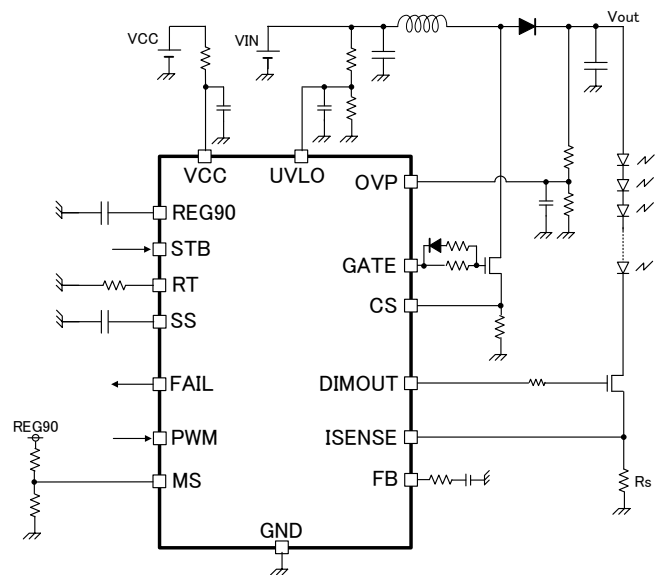 VCC
VIN
Vout
VCC
UVLO
OVP
REG90
STB
GATE
RT
CS
SS
FAIL
DIMOUT
REG90
PWM
ISENSE
MS
FB
Rs
GND